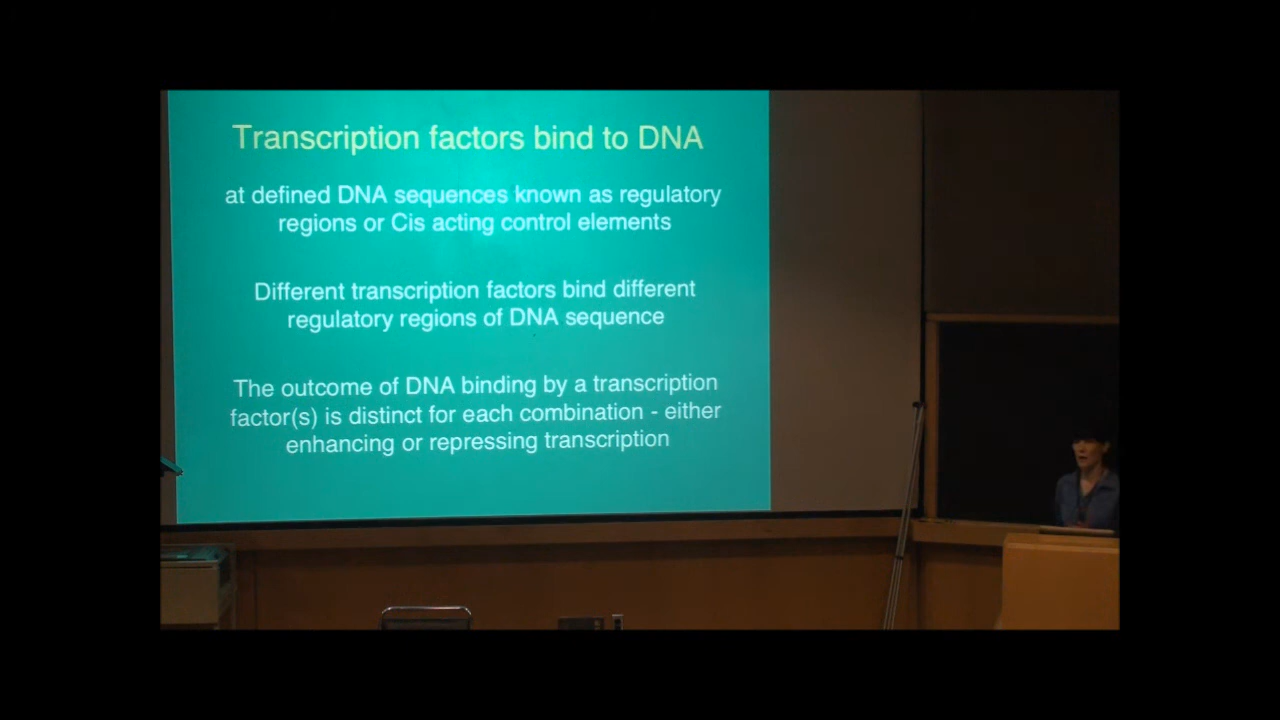 Transcription factors bind to DNA
at defined DNA sequences known as regulatory
regions or Cis acting control elements
Different transcription factors bind different
regulatory regions of DNA sequence
The outcome of DNA binding by a transcription
factor(s) is distinct for each combination - either
enhancing or repressing transcription